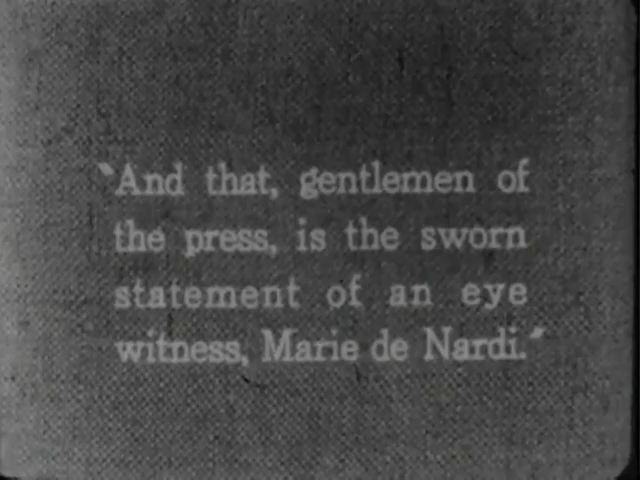 "And that, gentlemen of
the press, is the sworn
statement of an eye
witness, Marie de Nardi."